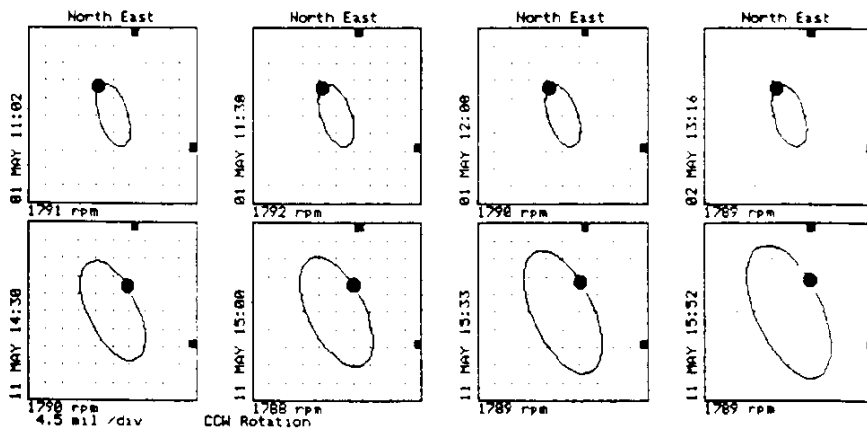 North East
North East
North East
North East
01 MAY 11:02
01 MAY 11:30
01 MAY 12:00
02 MAY 13:16
1791 rpm
1792 rpm
1790 rpm
1789 rpm
11 MAY 14:30
11 MAY 15:00
11 MAY 15:33
11 MAY 15:52
1790 rpm
1788 rpm
1789 rpm
1789 rpm
4.5 mil /div
CCW Rotation